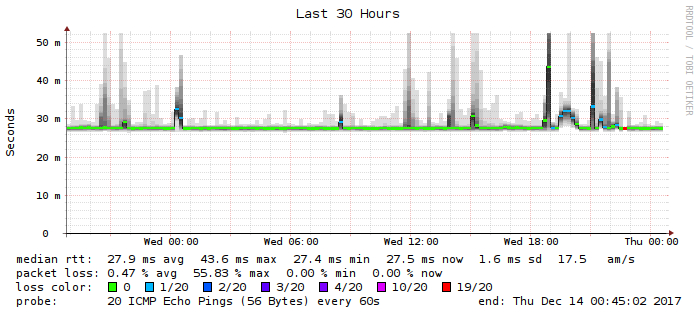 Last 30 Hours
RRDTOOL / TOBI OETIKER
Seconds
50 m
40 m
30 m
20 m
10 m
0
Wed 00:00 Wed 06:00 Wed 12:00 Wed 18:00 Thu 00:00
median rtt: 27.9 ms avg 43.6 ms max 27.4 ms min 27.5 ms now 1.6 ms sd 17.5 am/s
packet loss: 0.47 % avg 55.83 % max 0.00 % min 0.00 % now
loss color: 0 1/20 2/20 3/20 4/20 10/20 19/20
probe: 20 ICMP Echo Pings (56 Bytes) every 60s end: Thu Dec 14 00:45:02 2017